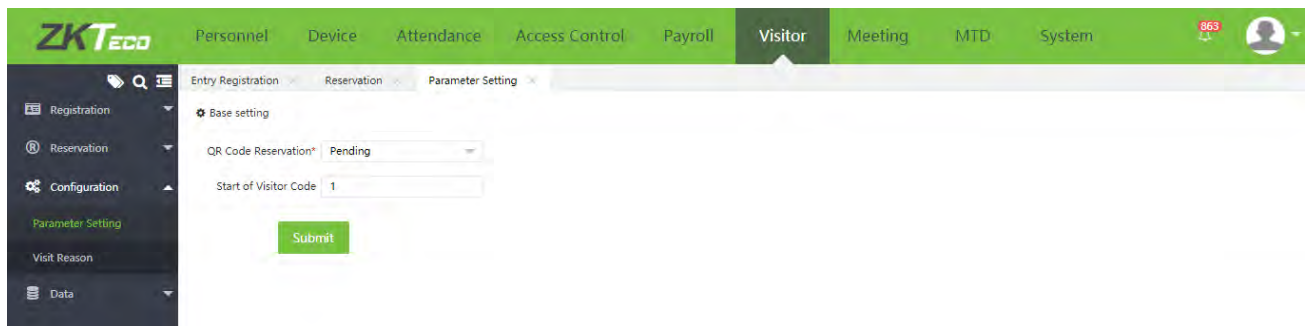 ZKTeco Personnel Device Attendance Access Control Payroll Visitor Meeting MTD System 863
Entry Registration Reservation Parameter Setting
Registration
Base setting
Reservation
QR Code Reservation* Pending
Configuration
Start of Visitor Code 1
Parameter Setting
Submit
Visit Reason
Data